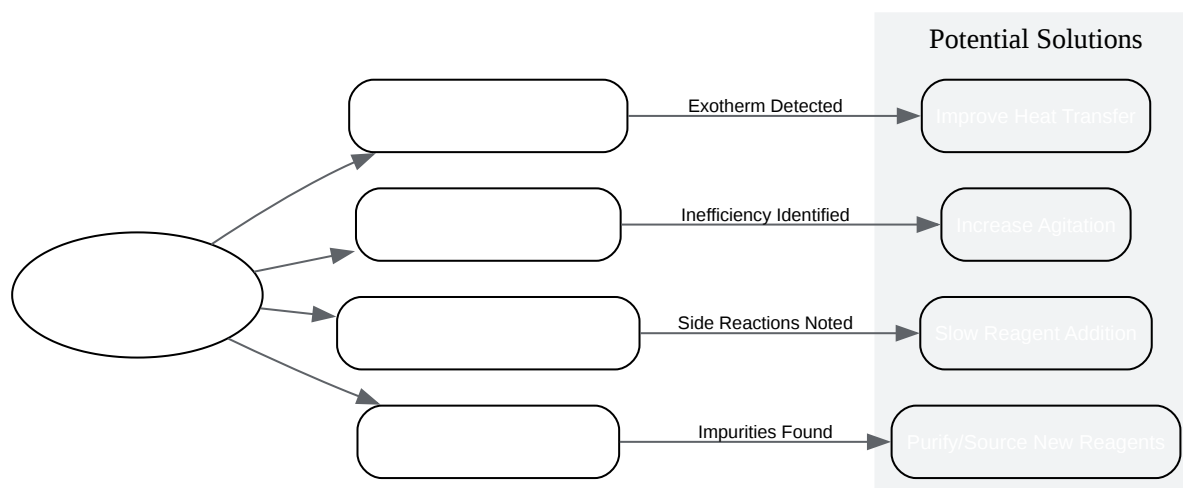 Potential Solutions
Exotherm Detected
Improve Heat Transfer
Inefficiency Identified
Increase Agitation
Side Reactions Noted
Slow Reagent Addition
Impurities Found
Purify/Source New Reagents